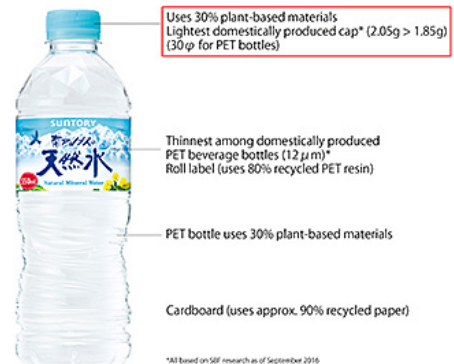 Uses 30% plant-based materials
Lightest domestically produced cap* (2.05g > 1.85g)
(30φ for PET bottles)
SUNTORY
天然水
Natural Mineral Water
Thinnest among domestically produced
PET beverage bottles (12μm)*
Roll label (uses 80% recycled PET resin)
PET bottle uses 30% plant-based materials
Cardboard (uses approx. 90% recycled paper)
*All based on SBF research as of September 2016